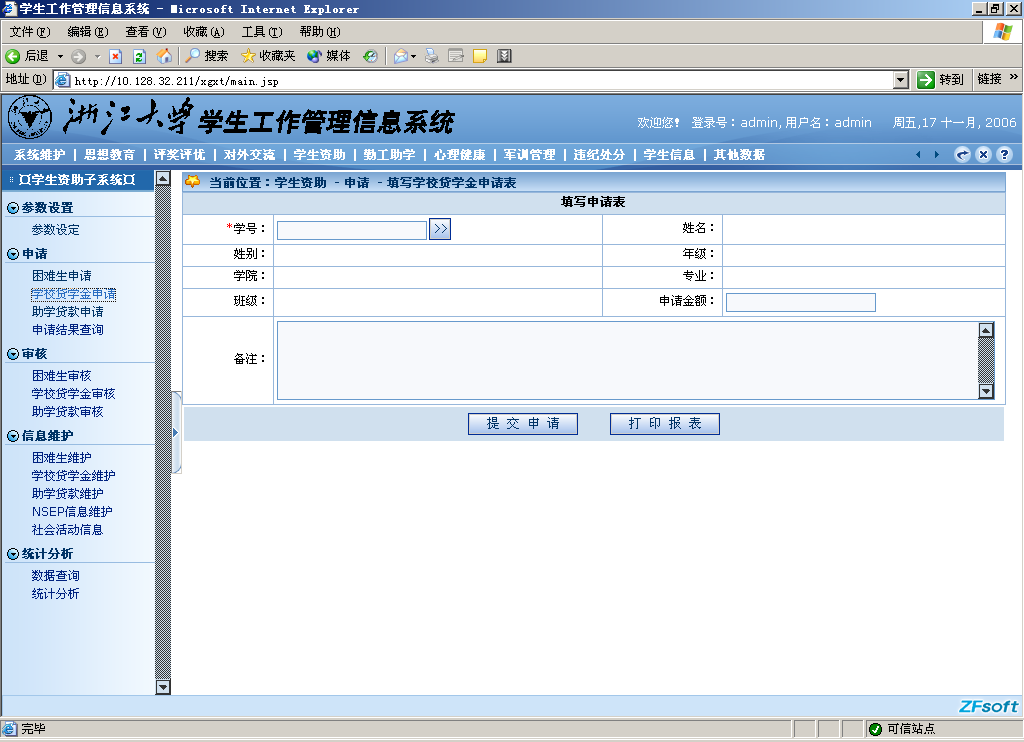 学生工作管理信息系统 - Microsoft Internet Explorer
文件(F) 编辑(E) 查看(V) 收藏(A) 工具(T) 帮助(H)
后退 搜索 收藏夹 媒体
地址(D) http://10.128.32.211/xgxt/main.jsp 转到 链接 »
浙江大学 学生工作管理信息系统
欢迎您! 登录号：admin, 用户名：admin 周五,17 十一月, 2006
系统维护 | 思想教育 | 评奖评优 | 对外交流 | 学生资助 | 勤工助学 | 心理健康 | 军训管理 | 违纪处分 | 学生信息 | 其他数据
学生资助子系统
参数设置
参数设定
申请
困难生申请
学校贷学金申请
助学贷款申请
申请结果查询
审核
困难生审核
学校贷学金审核
助学贷款审核
信息维护
困难生维护
学校贷学金维护
助学贷款维护
NSEP信息维护
社会活动信息
统计分析
数据查询
统计分析
当前位置：学生资助 - 申请 - 填写学校贷学金申请表
填写申请表
*学号： >> 姓名：
姓别： 年级：
学院： 专业：
班级： 申请金额：
备注：
提 交 申 请 打 印 报 表
ZFsoft
完毕 可信站点